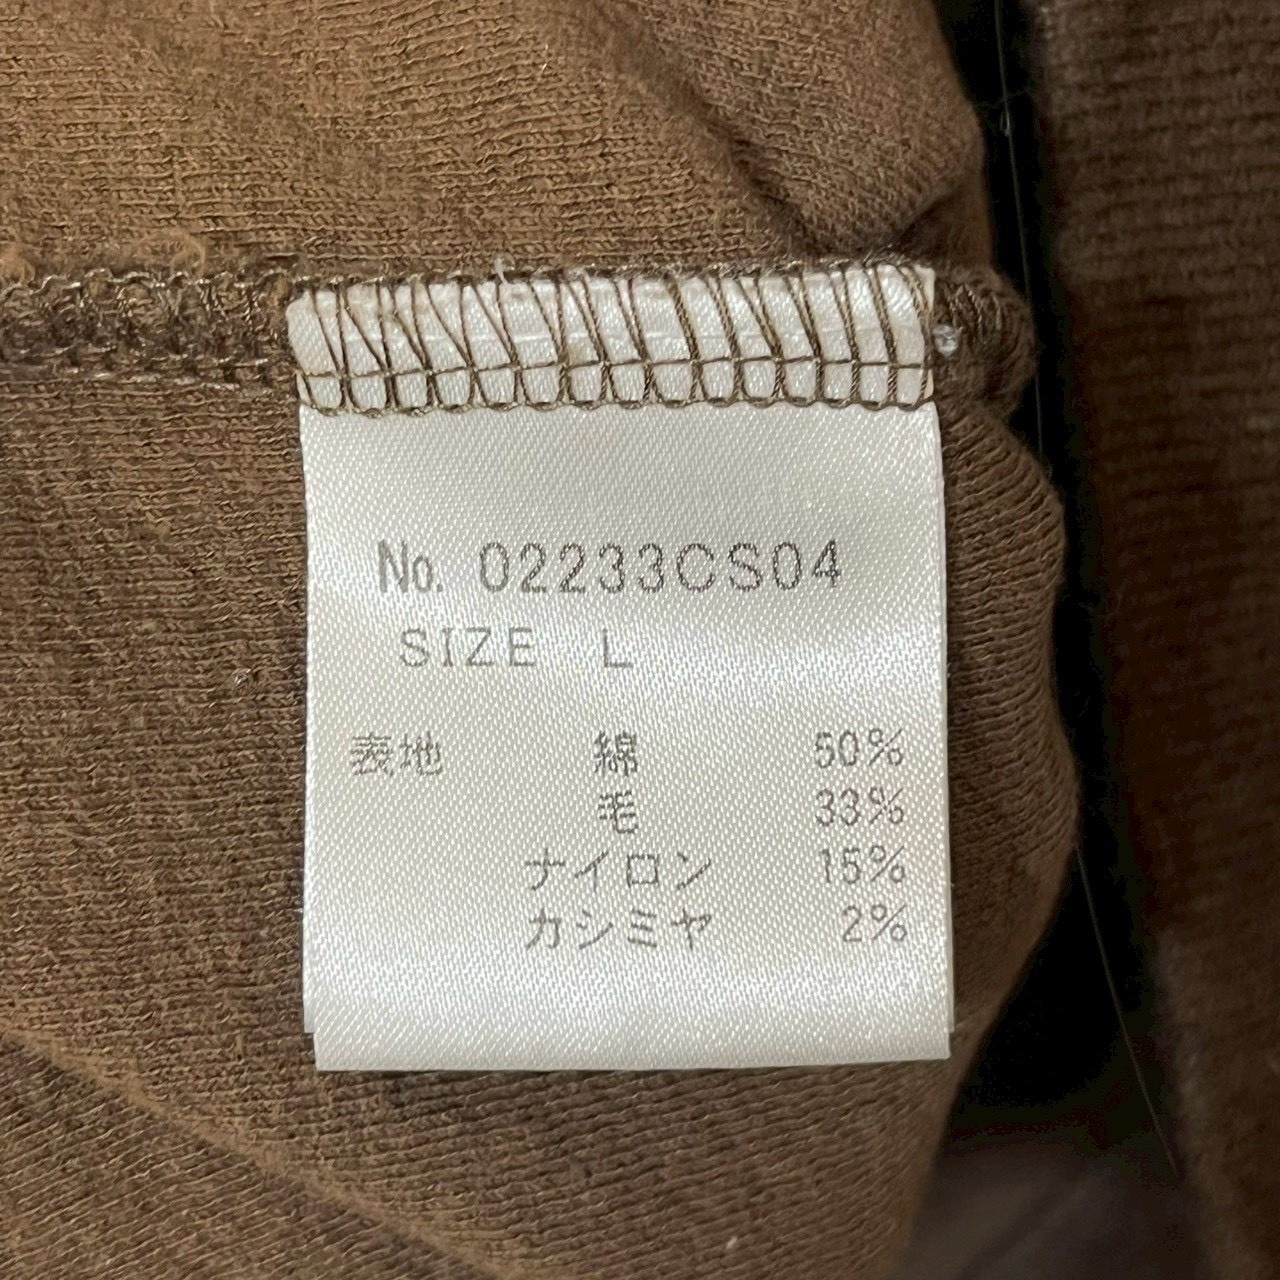 No. 02233CS04
SIZE L
表地 綿 50%
毛 33%
ナイロン 15%
カシミヤ 2%